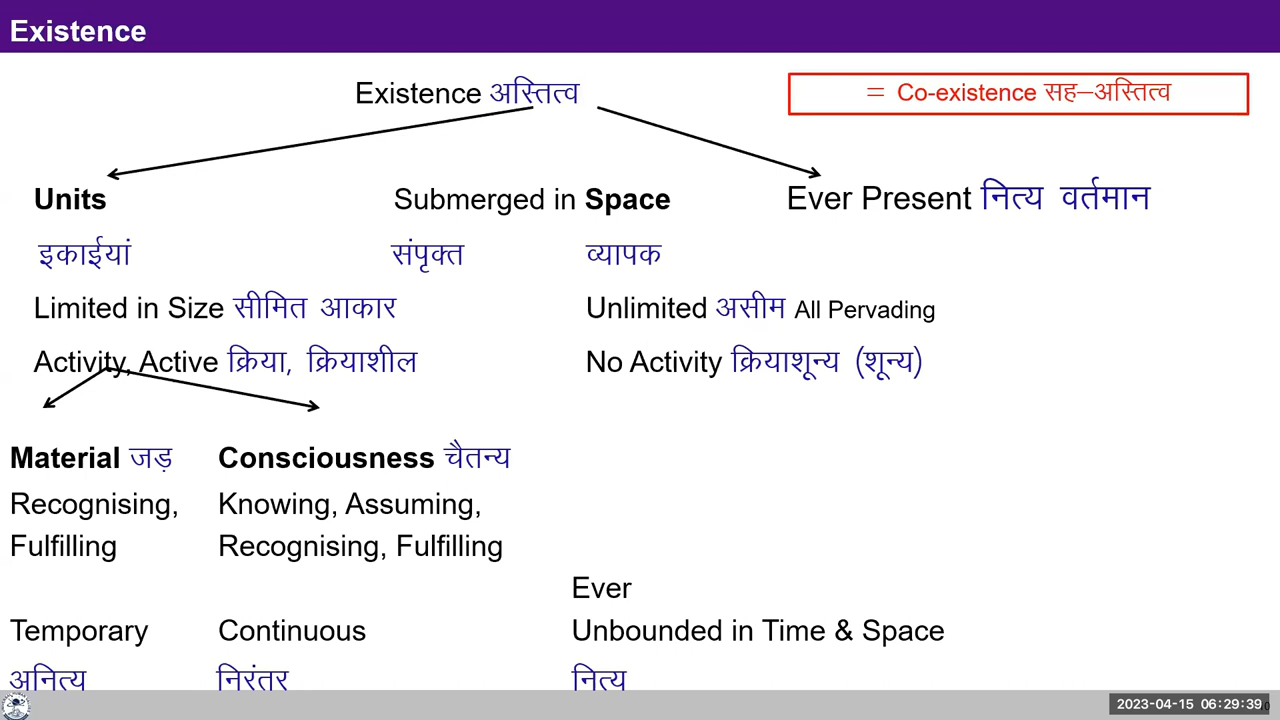 Existence
Existence अस्तित्व
= Co-existence सह–अस्तित्व
Units Submerged in Space Ever Present नित्य वर्तमान
इकाईयां संपृक्त व्यापक
Limited in Size सीमित आकार Unlimited असीम All Pervading
Activity, Active क्रिया, क्रियाशील No Activity क्रियाशून्य (शून्य)
Material जड़ Consciousness चैतन्य
Recognising, Knowing, Assuming,
Fulfilling Recognising, Fulfilling
Ever
Temporary Continuous Unbounded in Time & Space
अनित्य निरंतर नित्य
2023-04-15 06:29:39